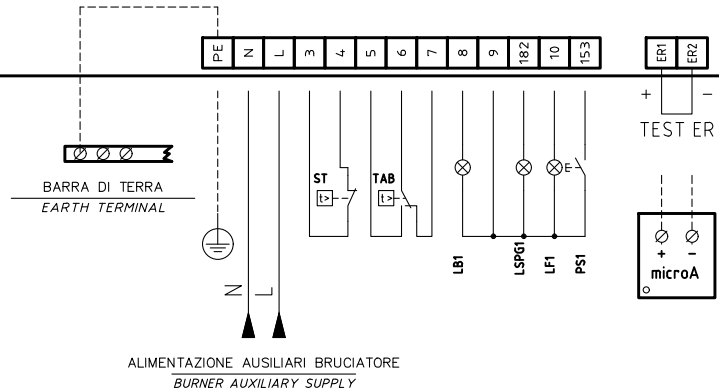 PE N L 3 4 5 6 7 8 9 182 10 153 ER1 ER2
+ −
TEST ER
BARRA DI TERRA
EARTH TERMINAL
ST
t>
TAB
t>
E
LB1
LSPG1
LF1
PS1
+ −
microA
N L
ALIMENTAZIONE AUSILIARI BRUCIATORE
BURNER AUXILIARY SUPPLY